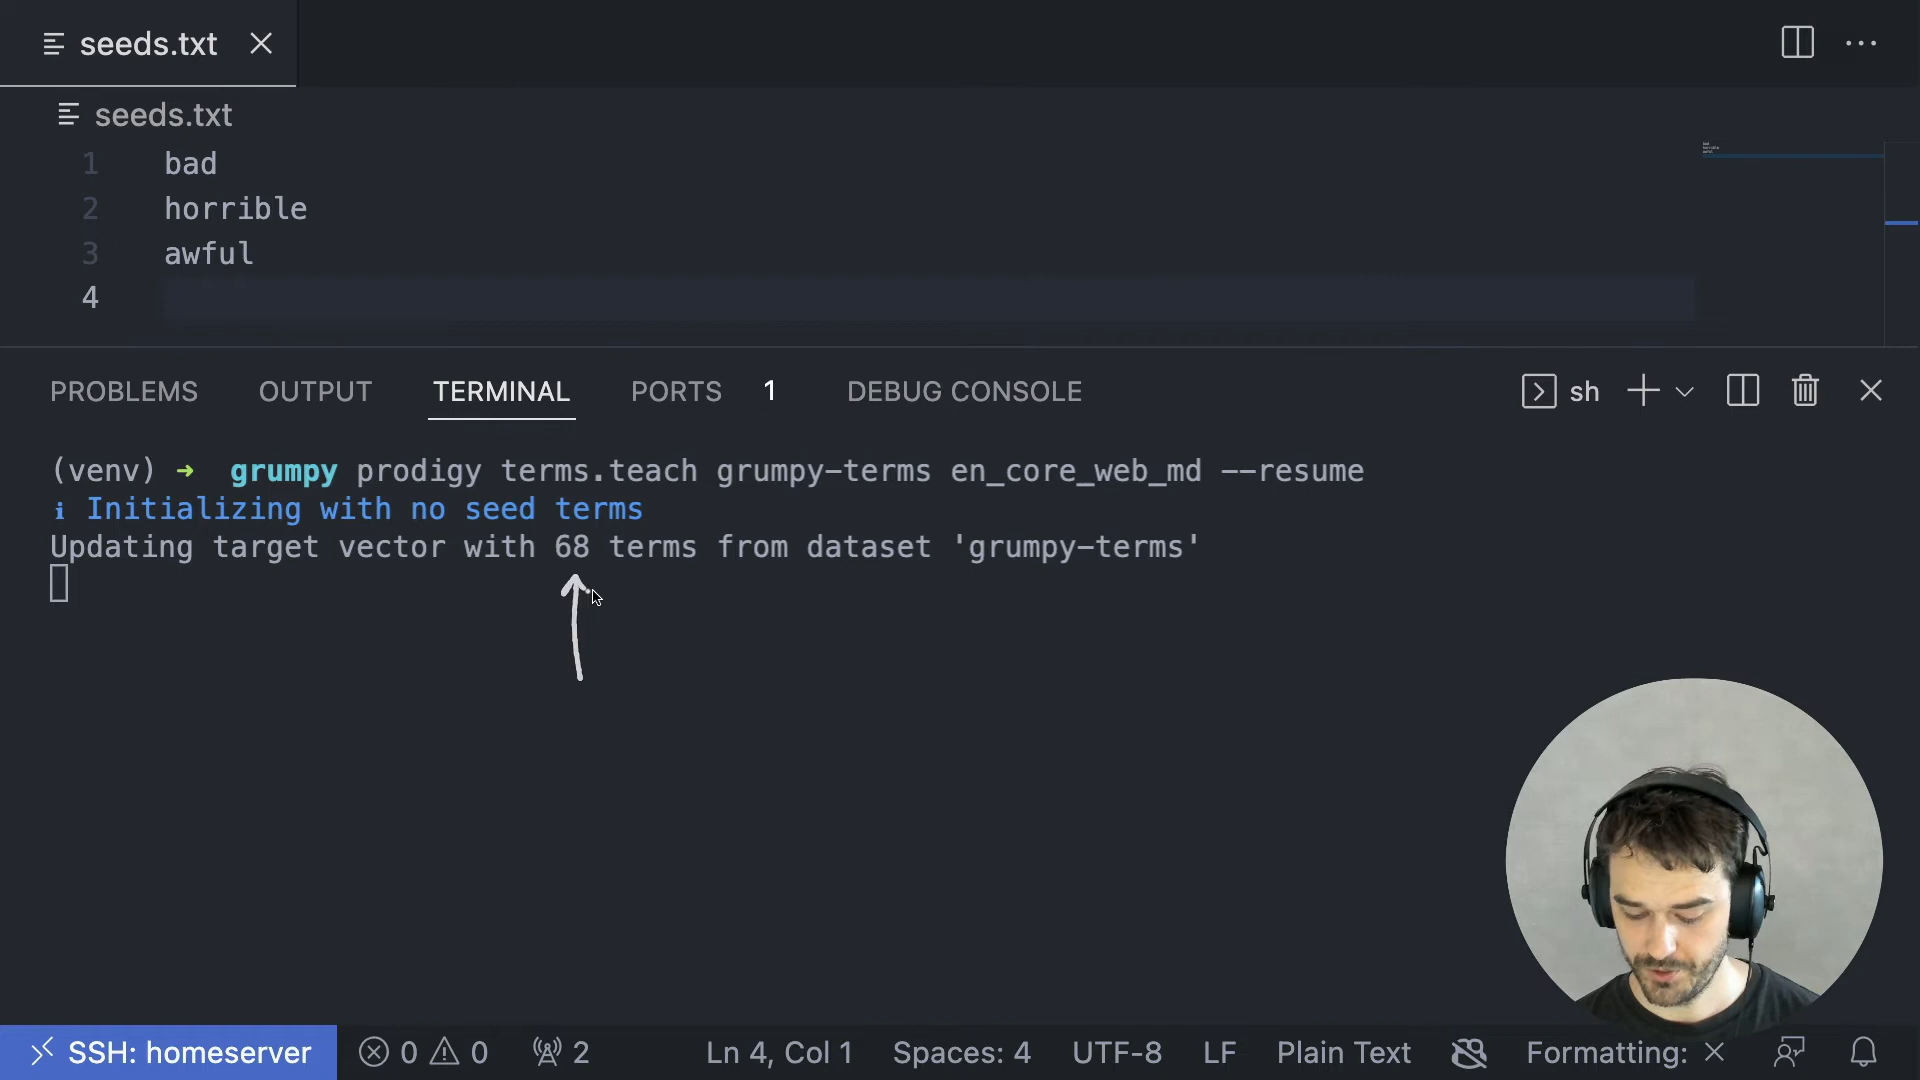 seeds.txt
seeds.txt
1 bad
2 horrible
3 awful
4
PROBLEMS OUTPUT TERMINAL PORTS 1 DEBUG CONSOLE sh
(venv) → grumpy prodigy terms.teach grumpy-terms en_core_web_md --resume
i Initializing with no seed terms
Updating target vector with 68 terms from dataset 'grumpy-terms'
SSH: homeserver 0 0 2 Ln 4, Col 1 Spaces: 4 UTF-8 LF Plain Text Formatting: ×